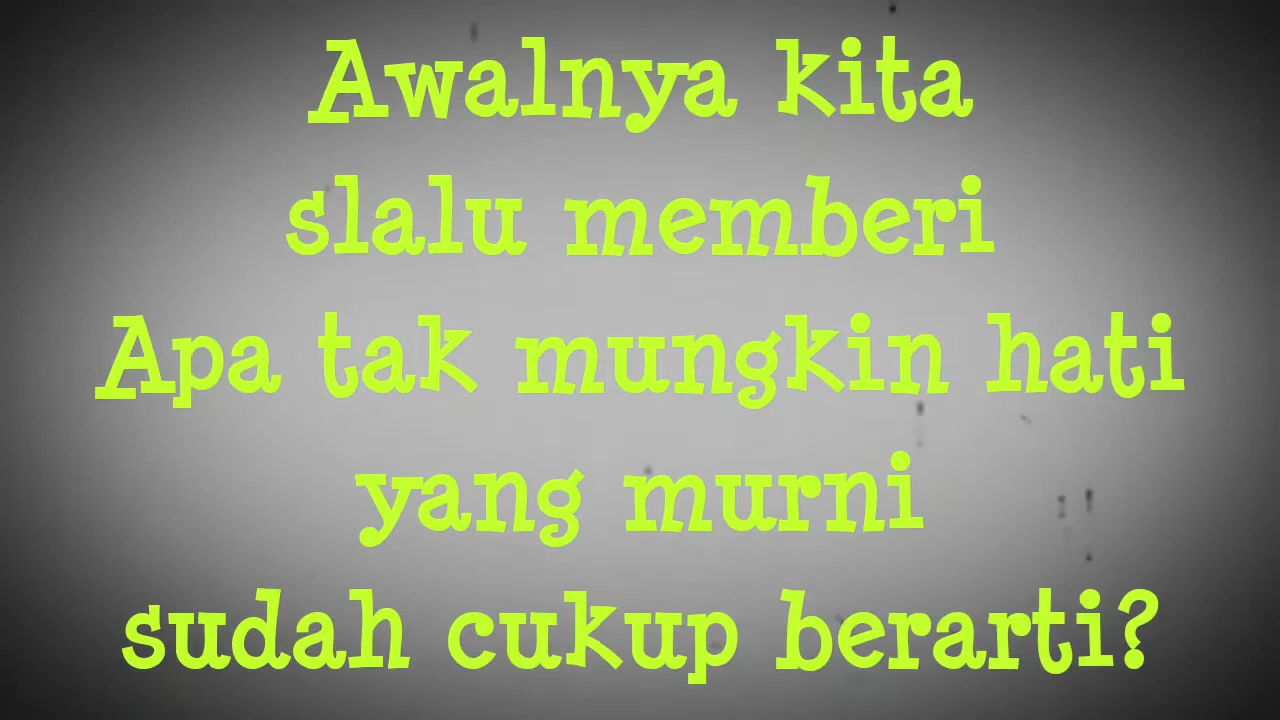 Awalnya kita
slalu memberi
Apa tak mungkin hati
yang murni
sudah cukup berarti?